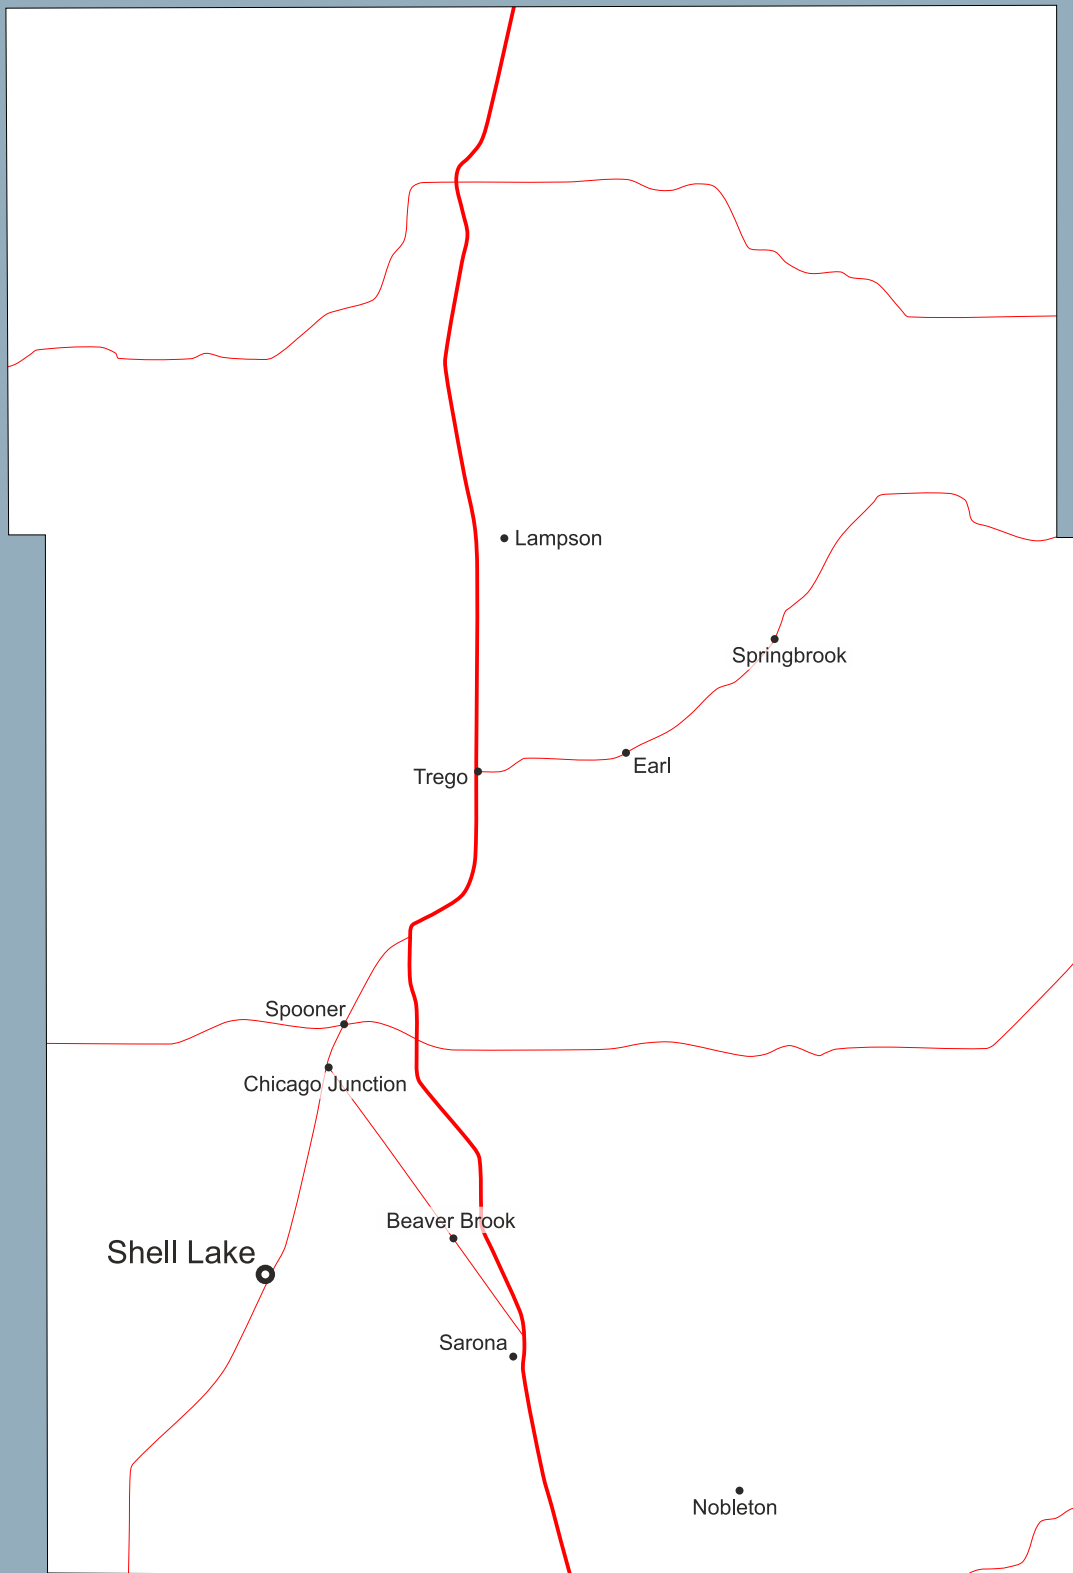 Lampson
Springbrook
Earl
Trego
Spooner
Chicago Junction
Beaver Brook
Shell Lake
Sarona
Nobleton